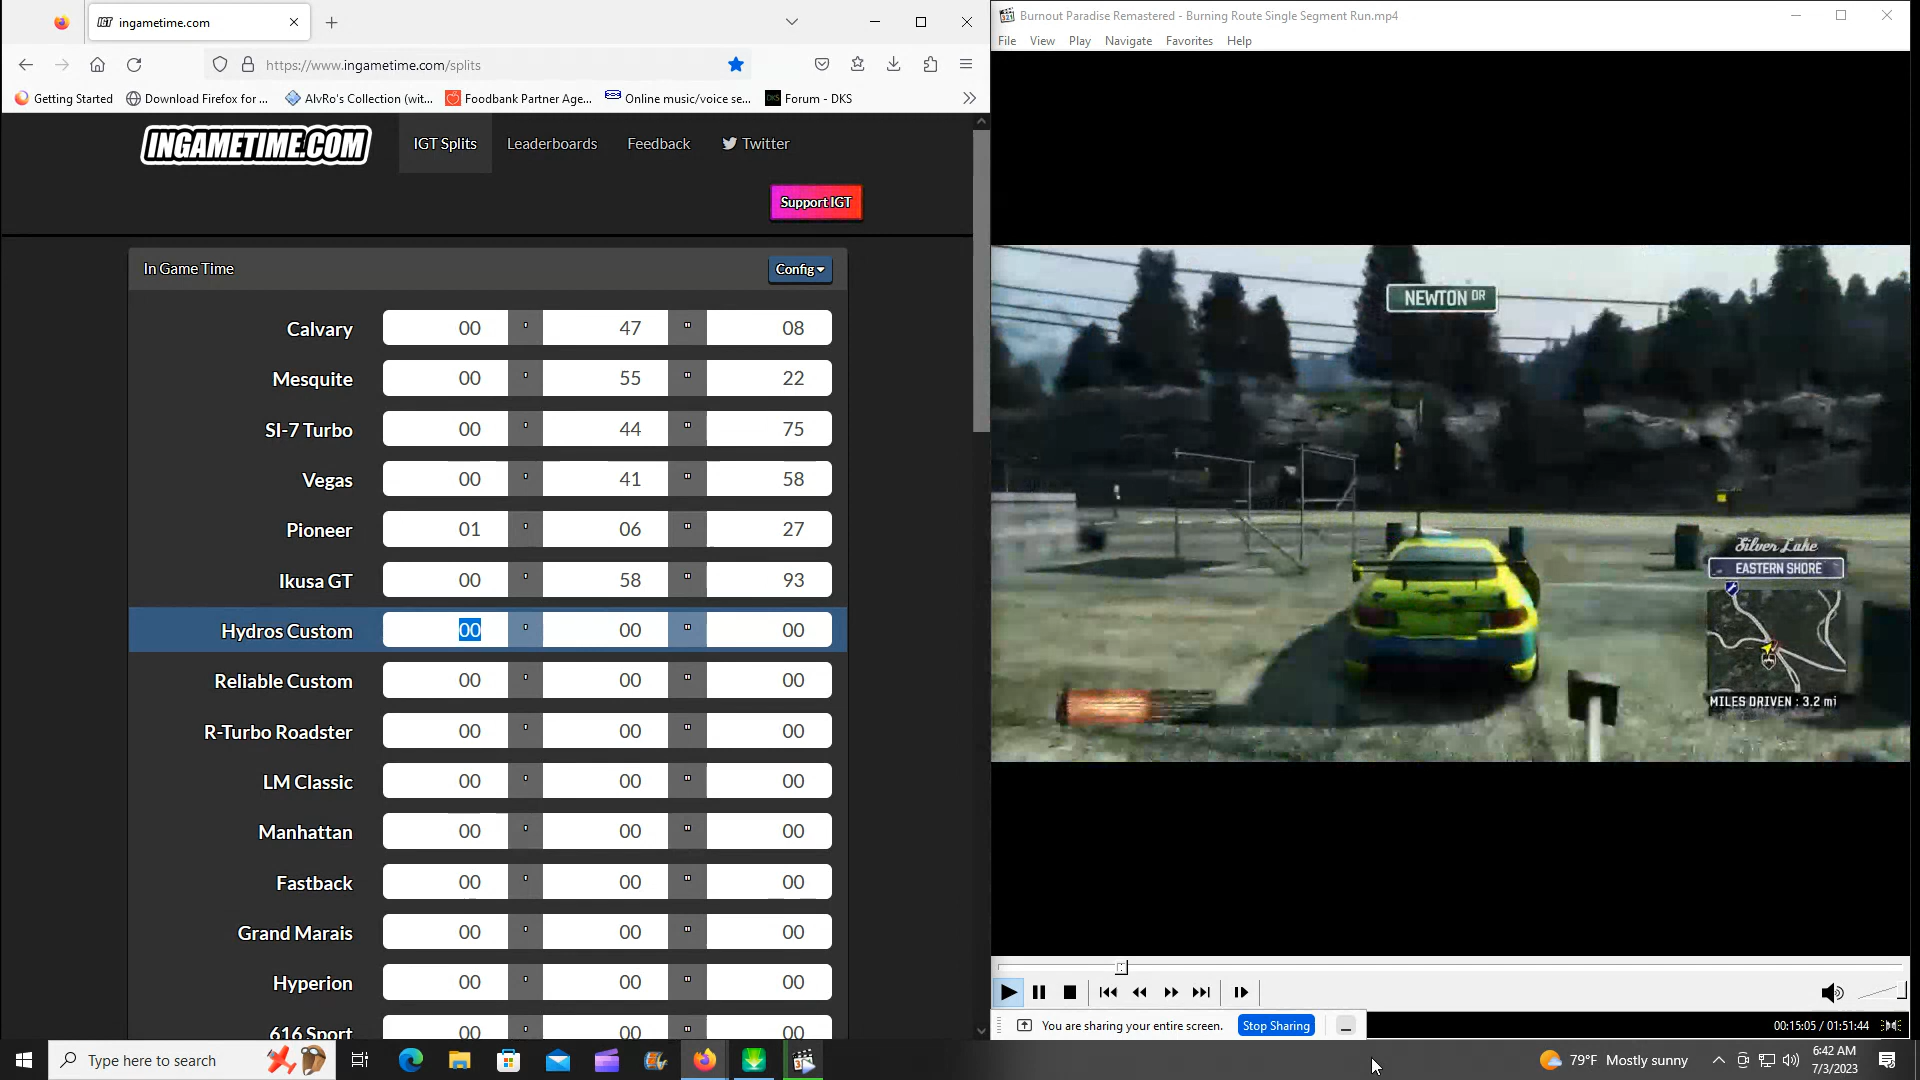 ingametime.com
https://www.ingametime.com/splits
Getting Started
Download Firefox for ...
AlvRo's Collection (wit...
Foodbank Partner Age...
Online music/voice se...
DKS
Forum - DKS
INGAMETIME.COM
IGT Splits
Leaderboards
Feedback
Twitter
Support IGT
In Game Time
Config
Calvary 00 ' 47 " 08
Mesquite 00 ' 55 " 22
SI-7 Turbo 00 ' 44 " 75
Vegas 00 ' 41 " 58
Pioneer 01 ' 06 " 27
Ikusa GT 00 ' 58 " 93
Hydros Custom 00 ' 00 " 00
Reliable Custom 00 ' 00 " 00
R-Turbo Roadster 00 ' 00 " 00
LM Classic 00 ' 00 " 00
Manhattan 00 ' 00 " 00
Fastback 00 ' 00 " 00
Grand Marais 00 ' 00 " 00
Hyperion 00 ' 00 " 00
616 Sport 00 ' 00 " 00
Burnout Paradise Remastered - Burning Route Single Segment Run.mp4
File View Play Navigate Favorites Help
NEWTON DR
Silver Lake
EASTERN SHORE
MILES DRIVEN : 3.2 mi
You are sharing your entire screen.
Stop Sharing
00:15:05 / 01:51:44
Type here to search
79°F Mostly sunny
6:42 AM
7/3/2023